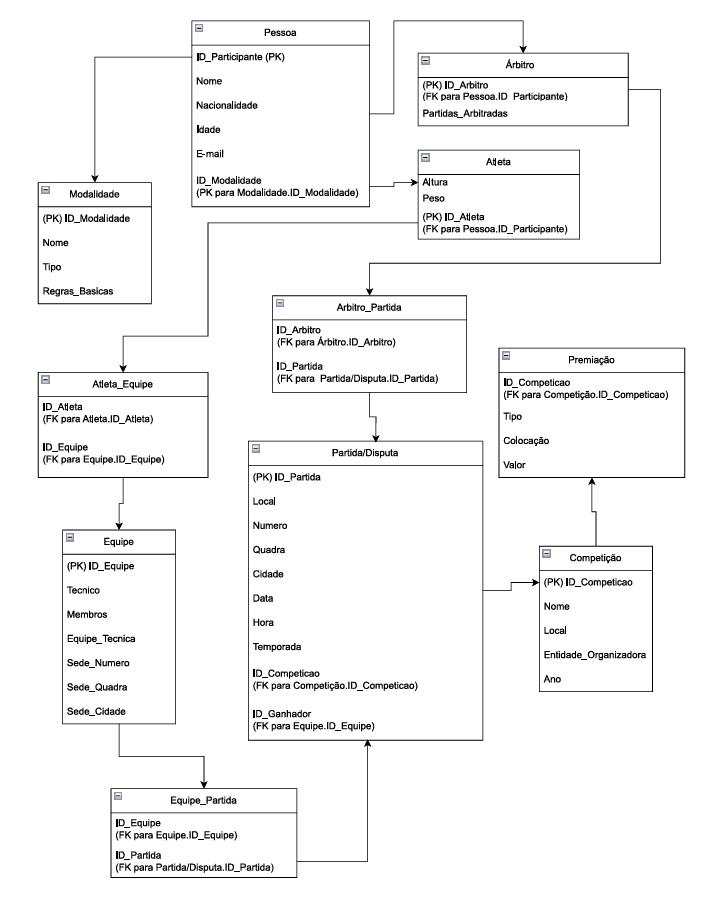 Pessoa
ID_Participante (PK)
Nome
Nacionalidade
Idade
E-mail
ID_Modalidade
(PK para Modalidade.ID_Modalidade)
Árbitro
(PK) ID_Arbitro
(FK para Pessoa.ID_Participante)
Partidas_Arbitradas
Atleta
Altura
Peso
(PK) ID_Atleta
(FK para Pessoa.ID_Participante)
Modalidade
(PK) ID_Modalidade
Nome
Tipo
Regras_Basicas
Arbitro_Partida
ID_Arbitro
(FK para Árbitro.ID_Arbitro)
ID_Partida
(FK para Partida/Disputa.ID_Partida)
Premiação
ID_Competicao
(FK para Competição.ID_Competicao)
Tipo
Colocação
Valor
Atleta_Equipe
ID_Atleta
(FK para Atleta.ID_Atleta)
ID_Equipe
(FK para Equipe.ID_Equipe)
Partida/Disputa
(PK) ID_Partida
Local
Numero
Quadra
Cidade
Data
Hora
Temporada
ID_Competicao
(FK para Competição.ID_Competicao)
ID_Ganhador
(FK para Equipe.ID_Equipe)
Equipe
(PK) ID_Equipe
Tecnico
Membros
Equipe_Tecnica
Sede_Numero
Sede_Quadra
Sede_Cidade
Competição
(PK) ID_Competicao
Nome
Local
Entidade_Organizadora
Ano
Equipe_Partida
ID_Equipe
(FK para Equipe.ID_Equipe)
ID_Partida
(FK para Partida/Disputa.ID_Partida)